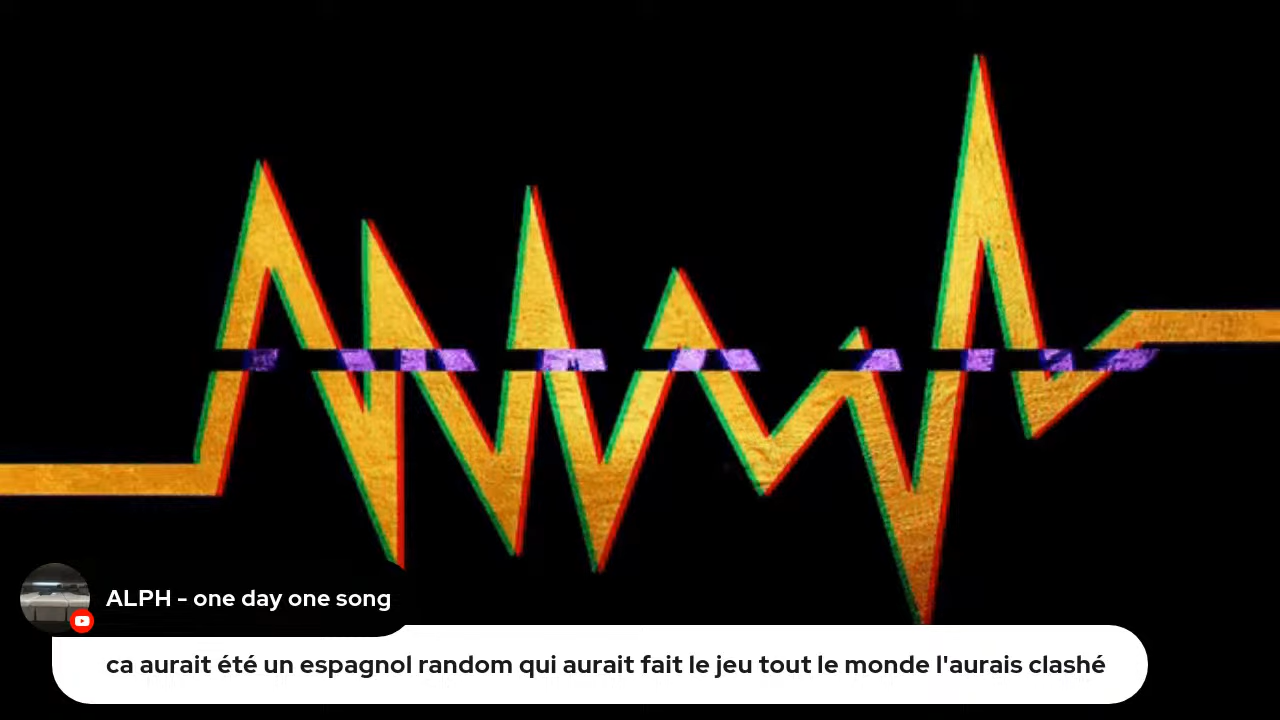 ALPH - one day one song
ca aurait été un espagnol random qui aurait fait le jeu tout le monde l'aurais clashé